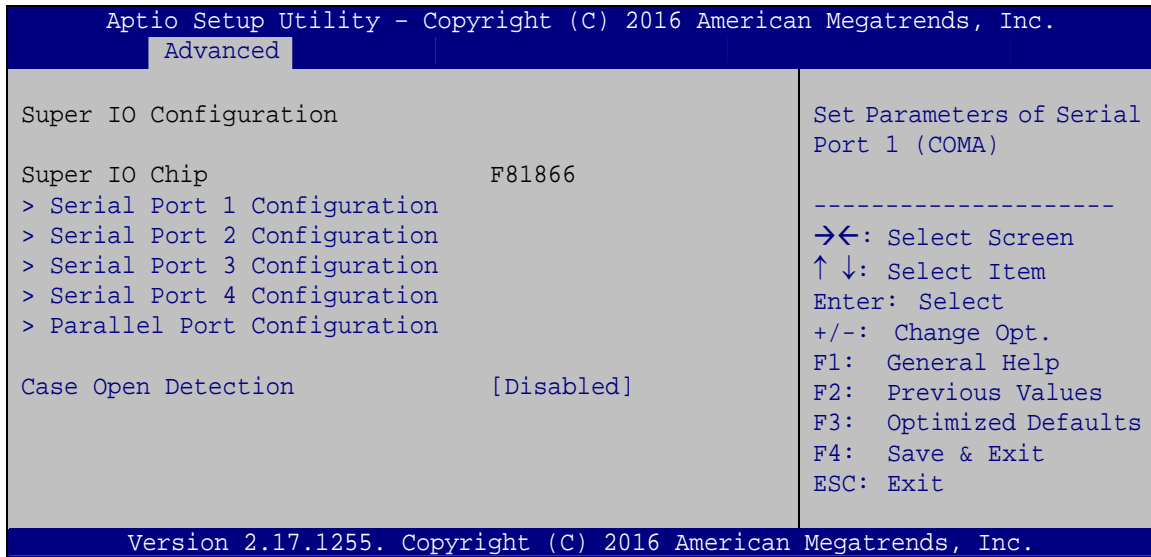 Aptio Setup Utility – Copyright (C) 2016 American Megatrends, Inc.
Advanced
Super IO Configuration
Super IO Chip F81866
> Serial Port 1 Configuration
> Serial Port 2 Configuration
> Serial Port 3 Configuration
> Serial Port 4 Configuration
> Parallel Port Configuration
Case Open Detection [Disabled]
Set Parameters of Serial
Port 1 (COMA)
---------------------
→←: Select Screen
↑ ↓: Select Item
Enter: Select
+/-: Change Opt.
F1: General Help
F2: Previous Values
F3: Optimized Defaults
F4: Save & Exit
ESC: Exit
Version 2.17.1255. Copyright (C) 2016 American Megatrends, Inc.